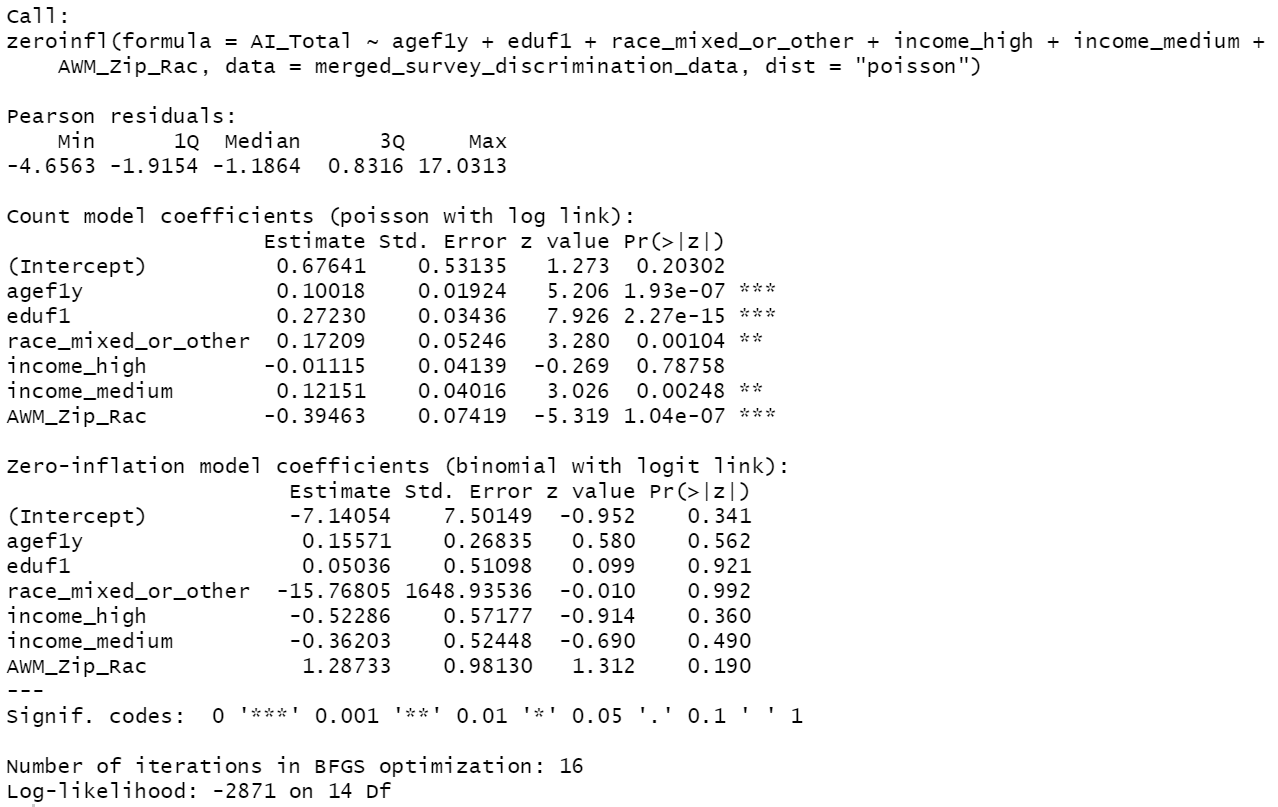 Call:
zeroinfl(formula = AI_Total ~ agef1y + eduf1 + race_mixed_or_other + income_high + income_medium +
    AWM_Zip_Rac, data = merged_survey_discrimination_data, dist = "poisson")

Pearson residuals:
    Min      1Q  Median      3Q     Max
-4.6563 -1.9154 -1.1864  0.8316 17.0313

Count model coefficients (poisson with log link):
                    Estimate Std. Error z value Pr(>|z|)
(Intercept)          0.67641    0.53135   1.273  0.20302
agef1y               0.10018    0.01924   5.206 1.93e-07 ***
eduf1                0.27230    0.03436   7.926 2.27e-15 ***
race_mixed_or_other  0.17209    0.05246   3.280  0.00104 **
income_high         -0.01115    0.04139  -0.269  0.78758
income_medium        0.12151    0.04016   3.026  0.00248 **
AWM_Zip_Rac         -0.39463    0.07419  -5.319 1.04e-07 ***

Zero-inflation model coefficients (binomial with logit link):
                      Estimate Std. Error z value Pr(>|z|)
(Intercept)           -7.14054    7.50149  -0.952    0.341
agef1y                 0.15571    0.26835   0.580    0.562
eduf1                  0.05036    0.51098   0.099    0.921
race_mixed_or_other  -15.76805 1648.93536  -0.010    0.992
income_high           -0.52286    0.57177  -0.914    0.360
income_medium         -0.36203    0.52448  -0.690    0.490
AWM_Zip_Rac            1.28733    0.98130   1.312    0.190
---
Signif. codes:  0 '***' 0.001 '**' 0.01 '*' 0.05 '.' 0.1 ' ' 1

Number of iterations in BFGS optimization: 16
Log-likelihood: -2871 on 14 Df